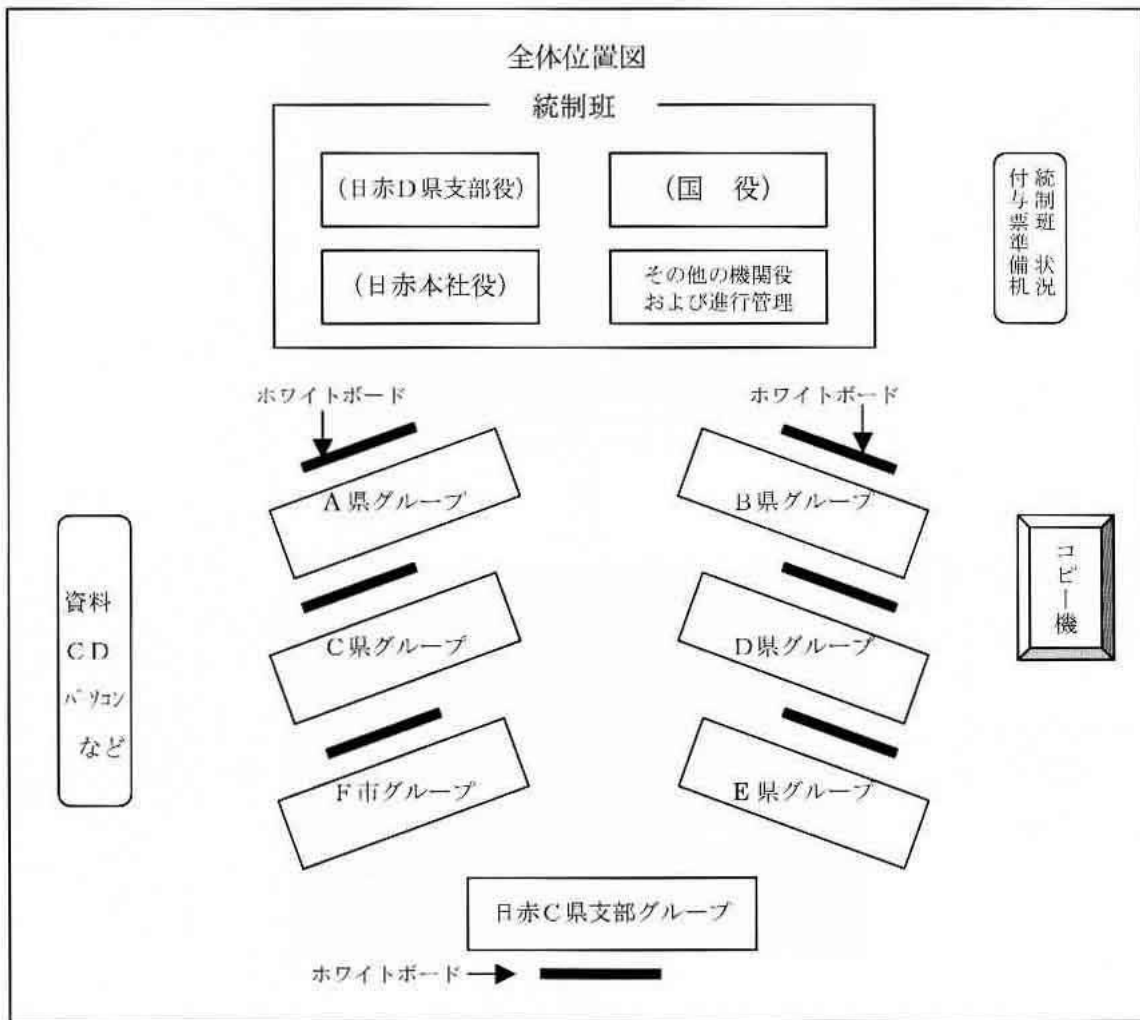 全体位置図
統制班
(日赤D県支部役)
(国　役)
(日赤本社役)
その他の機関役
および進行管理
統制班　状況
付与票準備机
ホワイトボード
ホワイトボード
A県グループ
B県グループ
C県グループ
D県グループ
F市グループ
E県グループ
資料
CD
パソコン
など
コピー機
日赤C県支部グループ
ホワイトボード